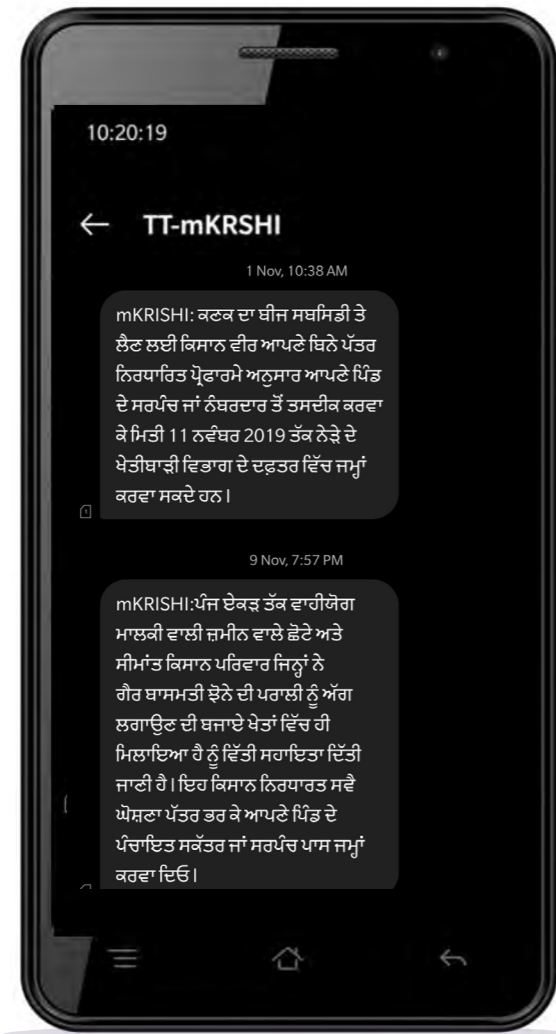 10:20:19
TT-mKRSHI
1 Nov, 10:38 AM
mKRISHI: ਕਣਕ ਦਾ ਬੀਜ ਸਬਸਿਡੀ ਤੇ
ਲੈਣ ਲਈ ਕਿਸਾਨ ਵੀਰ ਆਪਣੇ ਬਿਨੇ ਪੱਤਰ
ਨਿਰਧਾਰਿਤ ਪ੍ਰੋਫਾਰਮੇ ਅਨੁਸਾਰ ਆਪਣੇ ਪਿੰਡ
ਦੇ ਸਰਪੰਚ ਜਾਂ ਨੰਬਰਦਾਰ ਤੋਂ ਤਸਦੀਕ ਕਰਵਾ
ਕੇ ਮਿਤੀ 11 ਨਵੰਬਰ 2019 ਤੱਕ ਨੇੜੇ ਦੇ
ਖੇਤੀਬਾੜੀ ਵਿਭਾਗ ਦੇ ਦਫ਼ਤਰ ਵਿੱਚ ਜਮ੍ਹਾਂ
ਕਰਵਾ ਸਕਦੇ ਹਨ।
9 Nov, 7:57 PM
mKRISHI:ਪੰਜ ਏਕੜ ਤੱਕ ਵਾਹੀਯੋਗ
ਮਾਲਕੀ ਵਾਲੀ ਜ਼ਮੀਨ ਵਾਲੇ ਛੋਟੇ ਅਤੇ
ਸੀਮਾਂਤ ਕਿਸਾਨ ਪਰਿਵਾਰ ਜਿਨ੍ਹਾਂ ਨੇ
ਗੈਰ ਬਾਸਮਤੀ ਝੋਨੇ ਦੀ ਪਰਾਲੀ ਨੂੰ ਅੱਗ
ਲਗਾਉਣ ਦੀ ਬਜਾਏ ਖੇਤਾਂ ਵਿੱਚ ਹੀ
ਮਿਲਾਇਆ ਹੈ ਨੂੰ ਵਿੱਤੀ ਸਹਾਇਤਾ ਦਿੱਤੀ
ਜਾਣੀ ਹੈ। ਇਹ ਕਿਸਾਨ ਨਿਰਧਾਰਤ ਸਵੈ
ਘੋਸ਼ਣਾ ਪੱਤਰ ਭਰ ਕੇ ਆਪਣੇ ਪਿੰਡ ਦੇ
ਪੰਚਾਇਤ ਸਕੱਤਰ ਜਾਂ ਸਰਪੰਚ ਪਾਸ ਜਮ੍ਹਾਂ
ਕਰਵਾ ਦਿਓ।